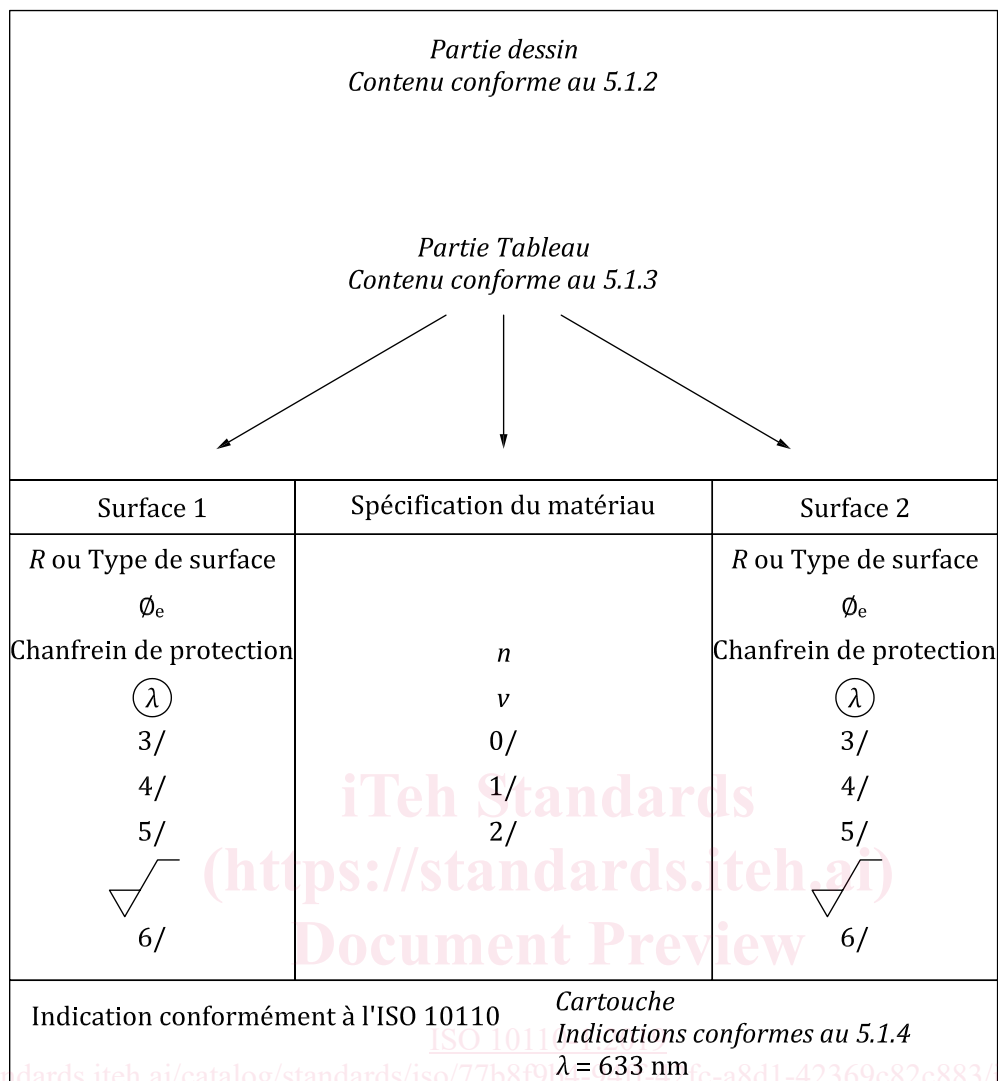 Partie dessin
Contenu conforme au 5.1.2
Partie Tableau
Contenu conforme au 5.1.3
Surface 1
Spécification du matériau
Surface 2
R ou Type de surface
∅e
Chanfrein de protection
λ
3/
4/
5/
6/
n
v
0/
1/
2/
R ou Type de surface
∅e
Chanfrein de protection
λ
3/
4/
5/
6/
iTeh Standards
(https://standards.iteh.ai)
Document Preview
Indication conformément à l'ISO 10110
Cartouche
Indications conformes au 5.1.4
λ = 633 nm